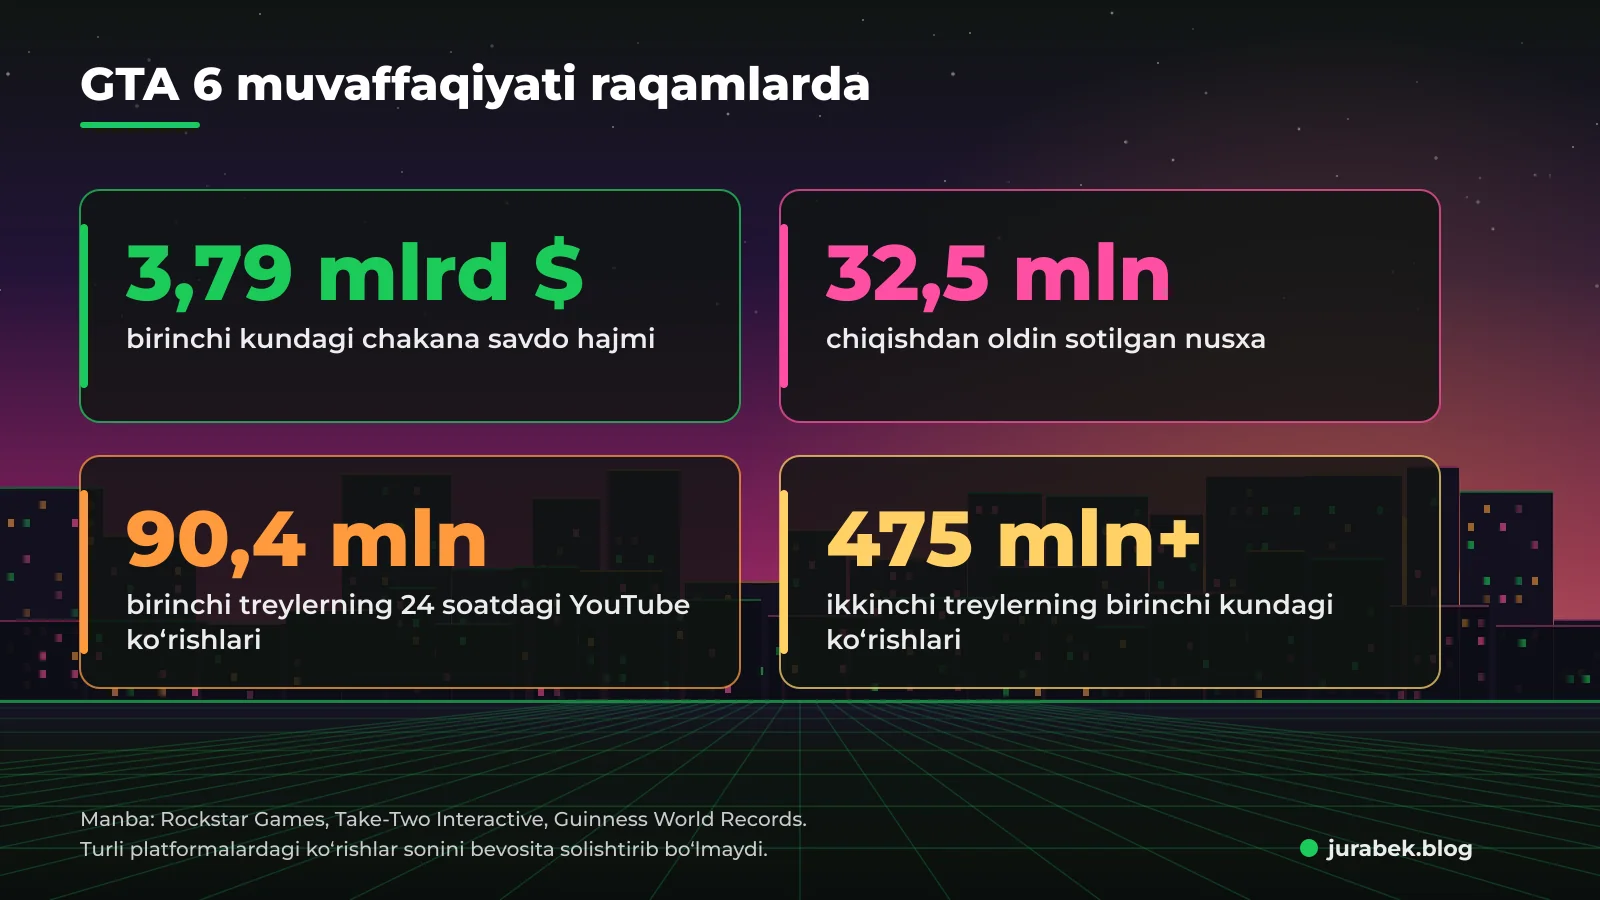 GTA 6 muvaffaqiyati raqamlarda
3,79 mlrd $
birinchi kundagi chakana savdo hajmi
32,5 mln
chiqishdan oldin sotilgan nusxa
90,4 mln
birinchi treylerning 24 soatdagi YouTube
ko‘rishlari
475 mln+
ikkinchi treylerning birinchi kundagi
ko‘rishlari
Manba: Rockstar Games, Take-Two Interactive, Guinness World Records.
Turli platformalardagi ko‘rishlar sonini bevosita solishtirib bo‘lmaydi.
jurabek.blog